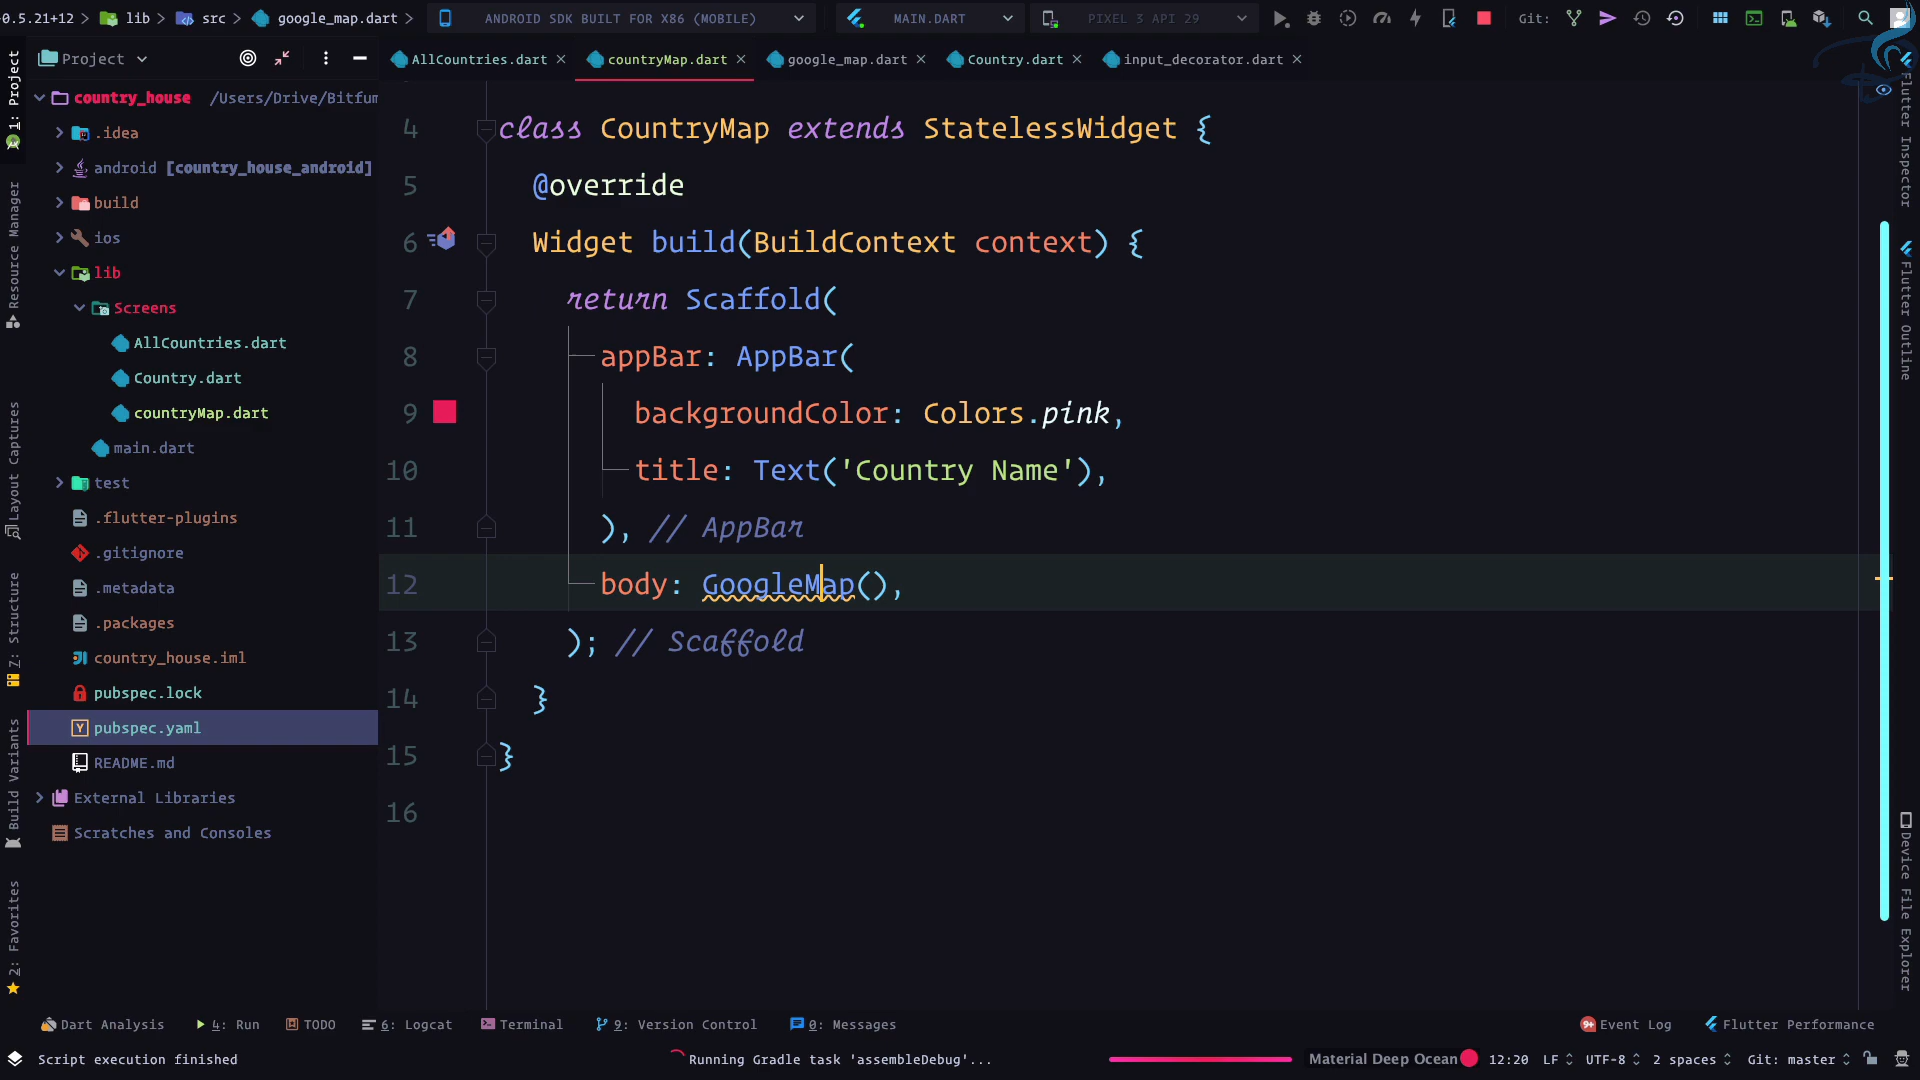 0.5.21+12 lib src google_map.dart ANDROID SDK BUILT FOR X86 (MOBILE) MAIN.DART PIXEL 3 API 29 Git:
Project AllCountries.dart countryMap.dart google_map.dart Country.dart input_decorator.dart
country_house /Users/Drive/Bitfum
.idea
android [country_house_android]
build
ios
lib
Screens
AllCountries.dart
Country.dart
countryMap.dart
main.dart
test
.flutter-plugins
.gitignore
.metadata
.packages
country_house.iml
pubspec.lock
pubspec.yaml
README.md
External Libraries
Scratches and Consoles
1: Project
Resource Manager
Layout Captures
7: Structure
Build Variants
2: Favorites
4 class CountryMap extends StatelessWidget {
5 @override
6 Widget build(BuildContext context) {
7 return Scaffold(
8 appBar: AppBar(
9 backgroundColor: Colors.pink,
10 title: Text('Country Name'),
11 ), // AppBar
12 body: GoogleMap(),
13 ); // Scaffold
14 }
15 }
16
Flutter Inspector
Flutter Outline
Device File Explorer
Dart Analysis 4: Run TODO 6: Logcat Terminal 9: Version Control 0: Messages 9+ Event Log Flutter Performance
Script execution finished Running Gradle task 'assembleDebug'... Material Deep Ocean 12:20 LF UTF-8 2 spaces Git: master